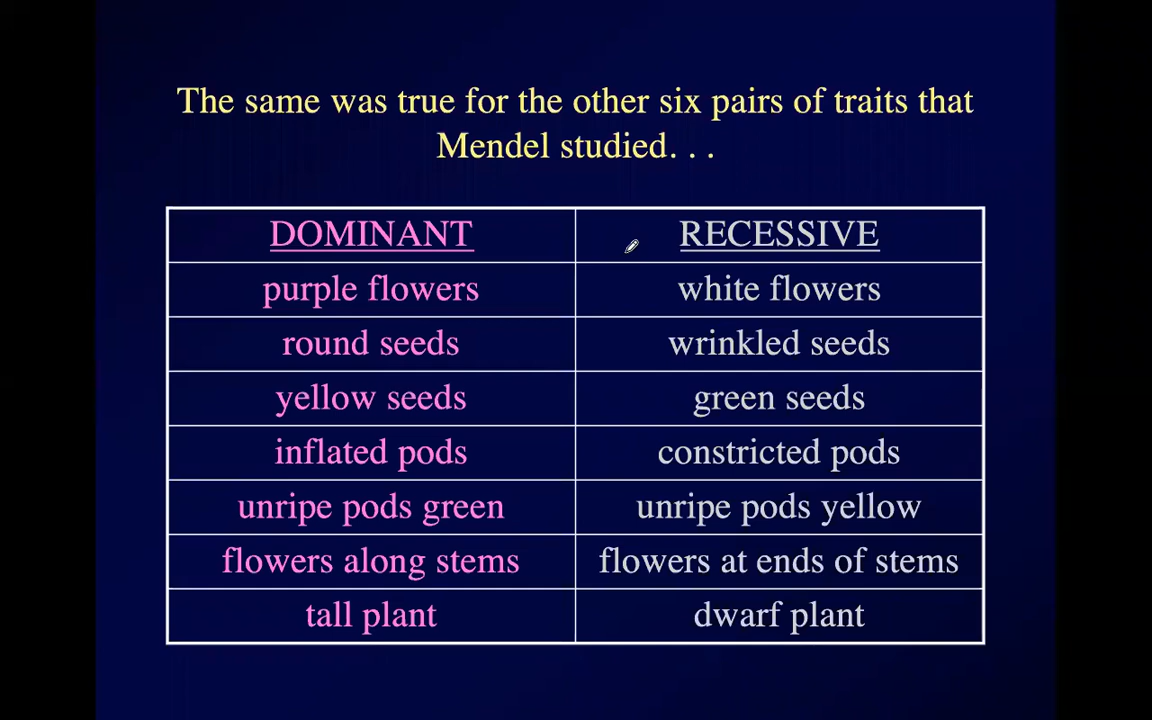 The same was true for the other six pairs of traits that
Mendel studied. . .
DOMINANT RECESSIVE
purple flowers white flowers
round seeds wrinkled seeds
yellow seeds green seeds
inflated pods constricted pods
unripe pods green unripe pods yellow
flowers along stems flowers at ends of stems
tall plant dwarf plant